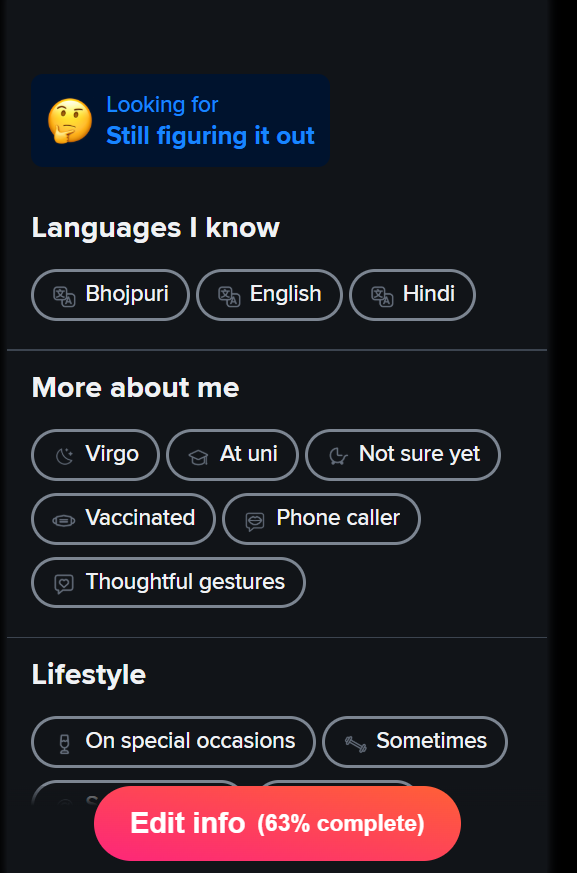 Looking for
Still figuring it out
Languages I know
Bhojpuri English Hindi
More about me
Virgo At uni Not sure yet
Vaccinated Phone caller
Thoughtful gestures
Lifestyle
On special occasions Sometimes
Edit info (63% complete)